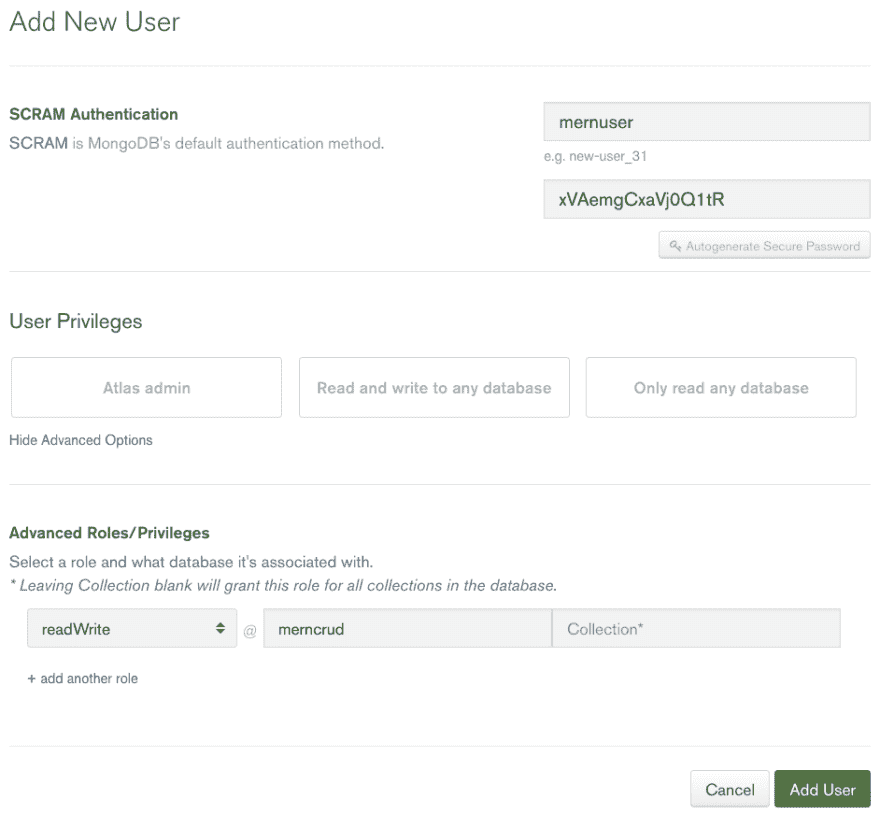 Add New User
SCRAM Authentication
SCRAM is MongoDB's default authentication method.
mernuser
e.g. new-user_31
xVAemgCxaVj0Q1tR
Autogenerate Secure Password
User Privileges
Atlas admin Read and write to any database Only read any database
Hide Advanced Options
Advanced Roles/Privileges
Select a role and what database it's associated with.
* Leaving Collection blank will grant this role for all collections in the database.
readWrite @ merncrud Collection*
+ add another role
Cancel Add User